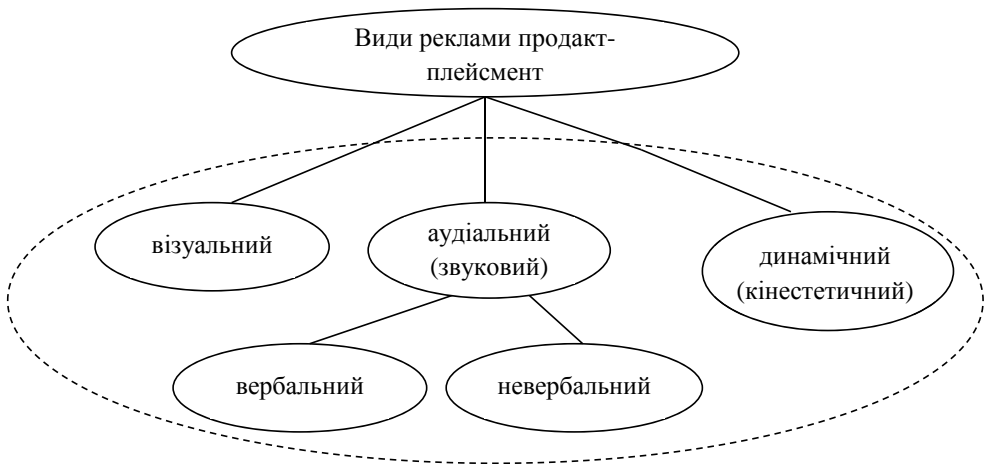 Види реклами продакт-
плейсмент
візуальний
аудіальний
(звуковий)
динамічний
(кінестетичний)
вербальний
невербальний